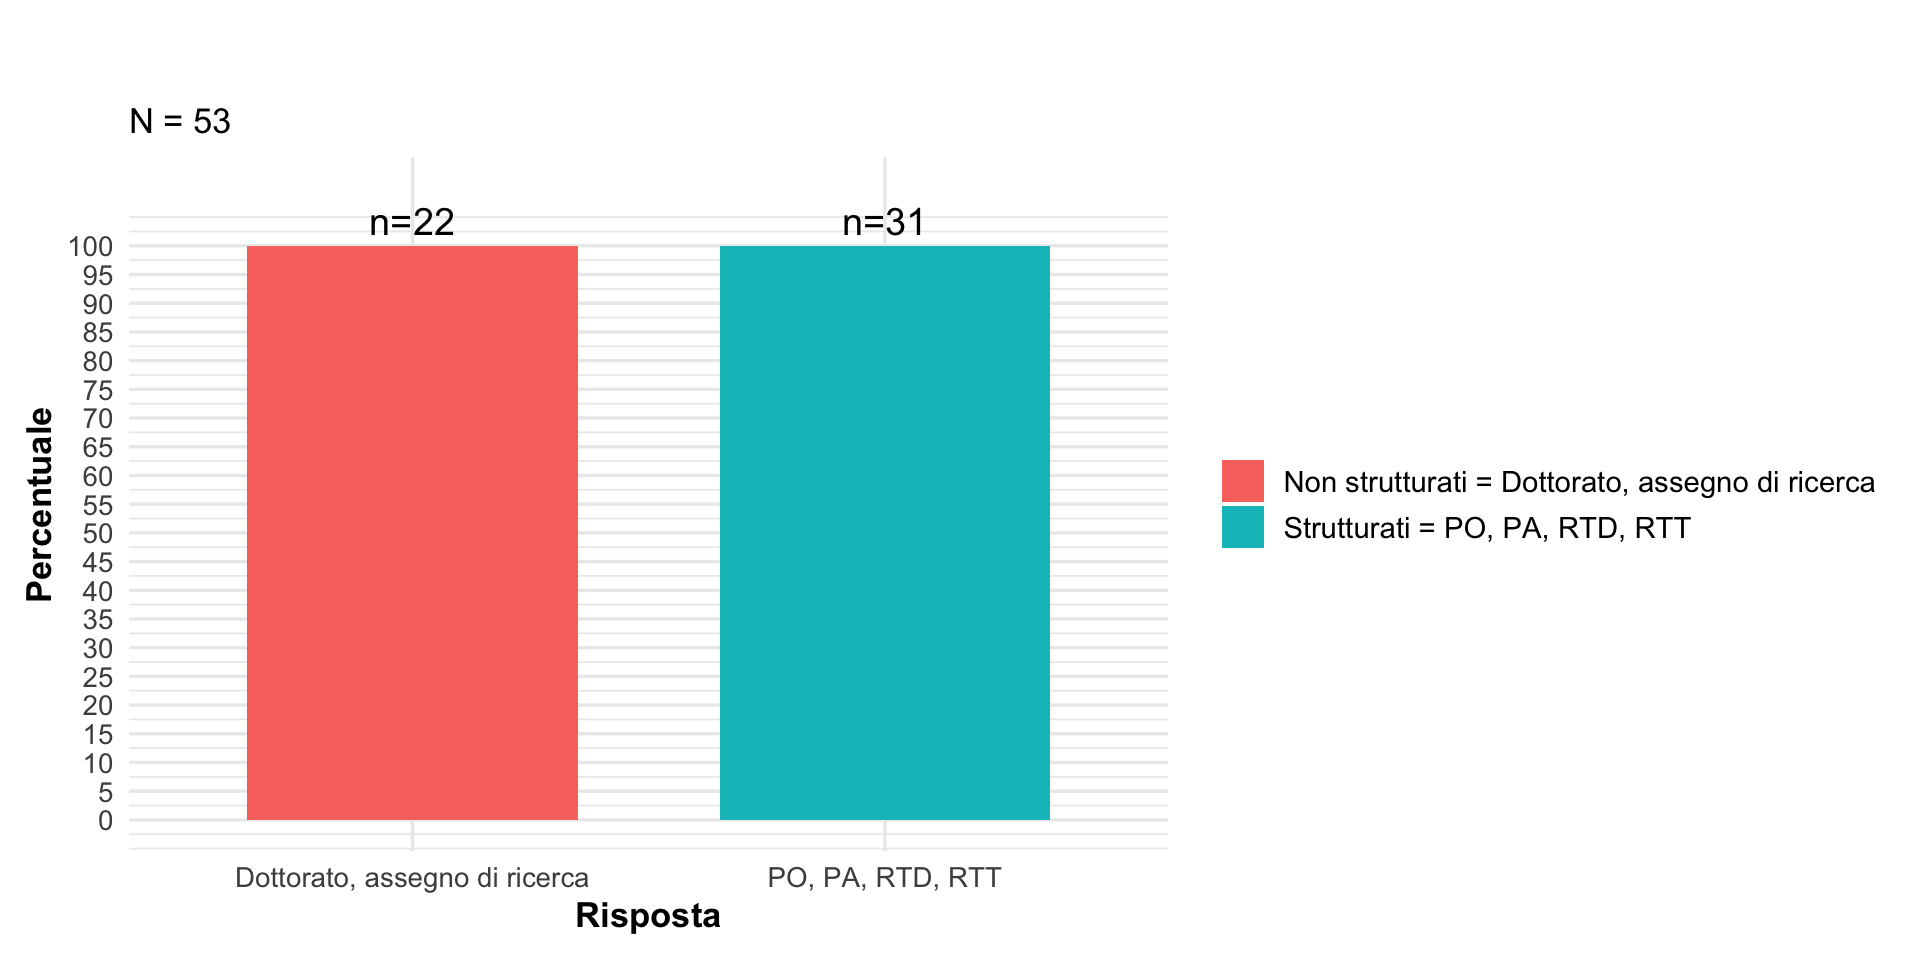 N = 53
n=22
n=31
100
95
90
85
80
75
70
65
60
55
50
45
40
35
30
25
20
15
10
5
0
Percentuale
Dottorato, assegno di ricerca
PO, PA, RTD, RTT
Risposta
Non strutturati = Dottorato, assegno di ricerca
Strutturati = PO, PA, RTD, RTT